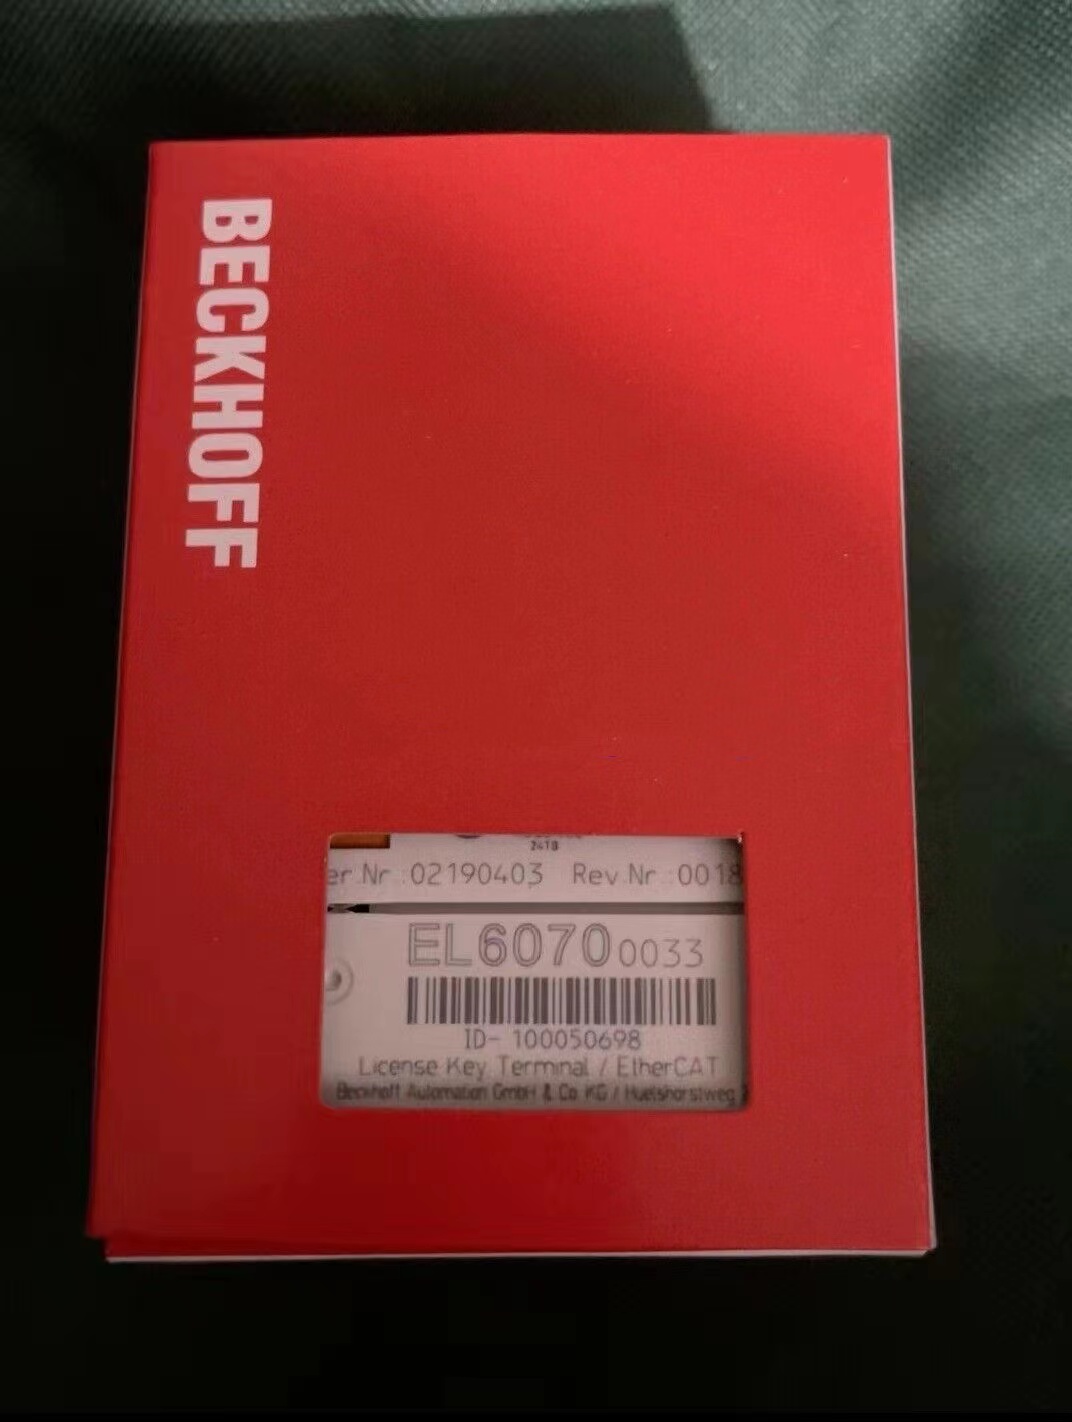 BECKHOFF
2418
er.Nr.:02190403 Rev.Nr.:0018
EL6070 0033
ID- 100050698
License Key Terminal / EtherCAT
Beckhoff Automation GmbH & Co. KG / Huelshorstweg